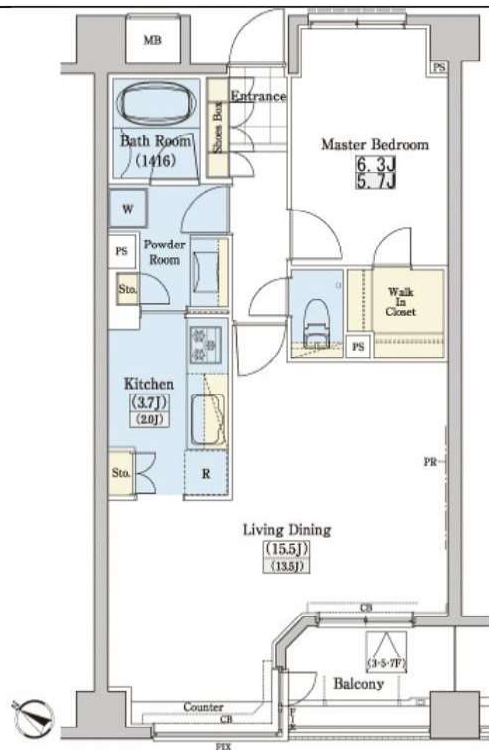 MB
PS
Entrance
Shoes Box
Bath Room
(1416)
Master Bedroom
6.3J
5.7J
W
PS
Powder
Room
Sto.
Walk
In
Closet
PS
Kitchen
(3.7J)
(2.0J)
Sto.
R
PR
Living Dining
(15.5J)
(13.5J)
CB
(3·5·7F)
Balcony
Counter
CB
FIX